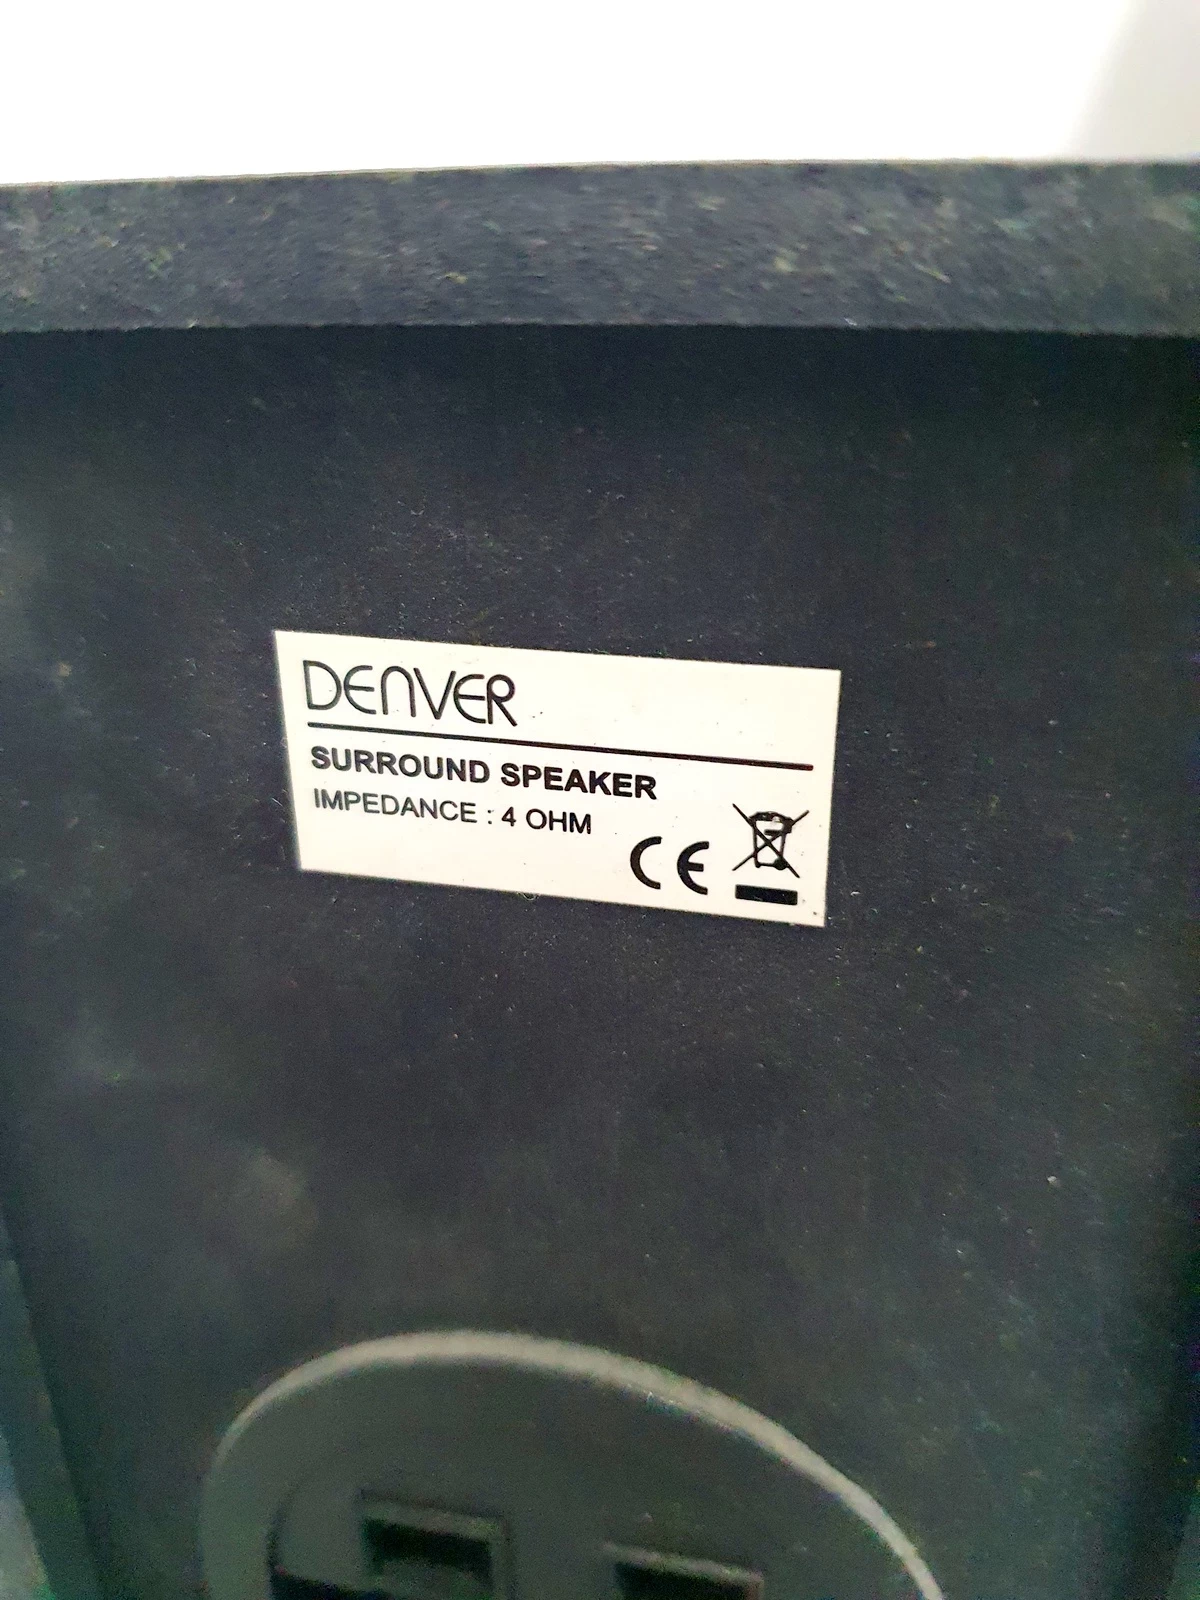 DENVER
SURROUND SPEAKER
IMPEDANCE : 4 OHM
CE